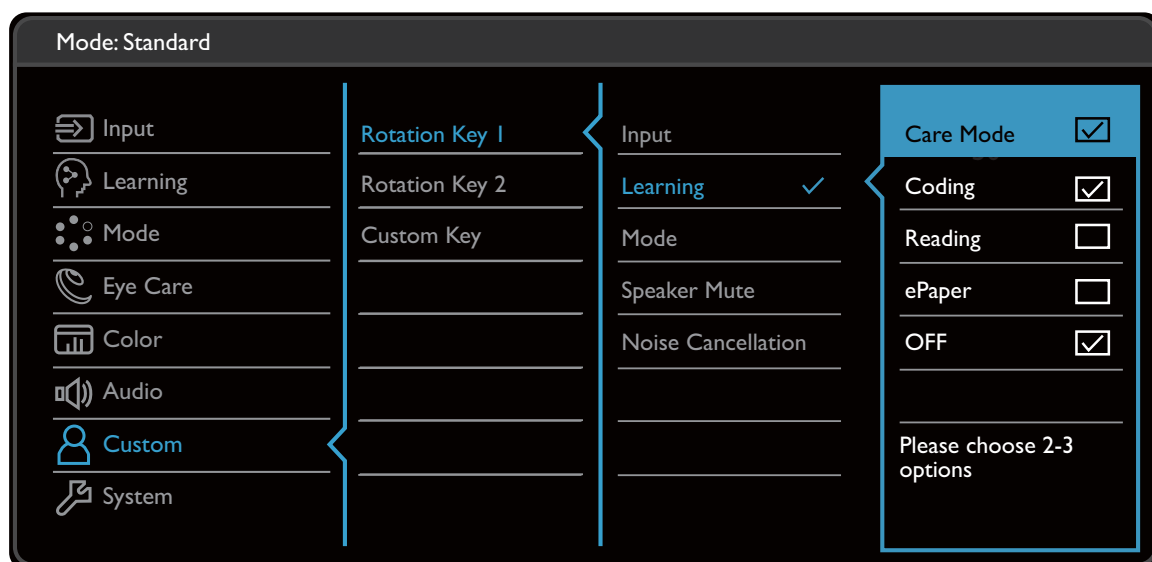 Mode: Standard
Input
Learning
Mode
Eye Care
Color
Audio
Custom
System
Rotation Key 1
Rotation Key 2
Custom Key
Input
Learning
Mode
Speaker Mute
Noise Cancellation
Care Mode
Coding
Reading
ePaper
OFF
Please choose 2-3
options